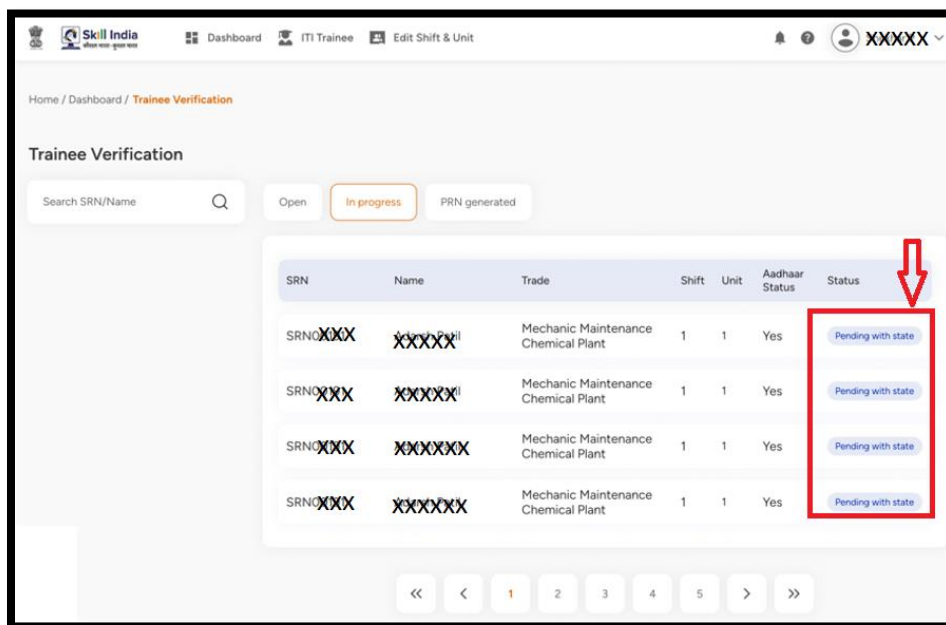 Skill India
कौशल भारत-कुशल भारत
Dashboard
ITI Trainee
Edit Shift & Unit
XXXXX
Home / Dashboard / Trainee Verification
Trainee Verification
Search SRN/Name
Open
In progress
PRN generated
SRN Name Trade Shift Unit Aadhaar Status Status
SRN0XXX XXXXX Mechanic Maintenance Chemical Plant 1 1 Yes Pending with state
SRN0XXX XXXXX Mechanic Maintenance Chemical Plant 1 1 Yes Pending with state
SRN0XXX XXXXXX Mechanic Maintenance Chemical Plant 1 1 Yes Pending with state
SRN0XXX XXXXXX Mechanic Maintenance Chemical Plant 1 1 Yes Pending with state
1 2 3 4 5